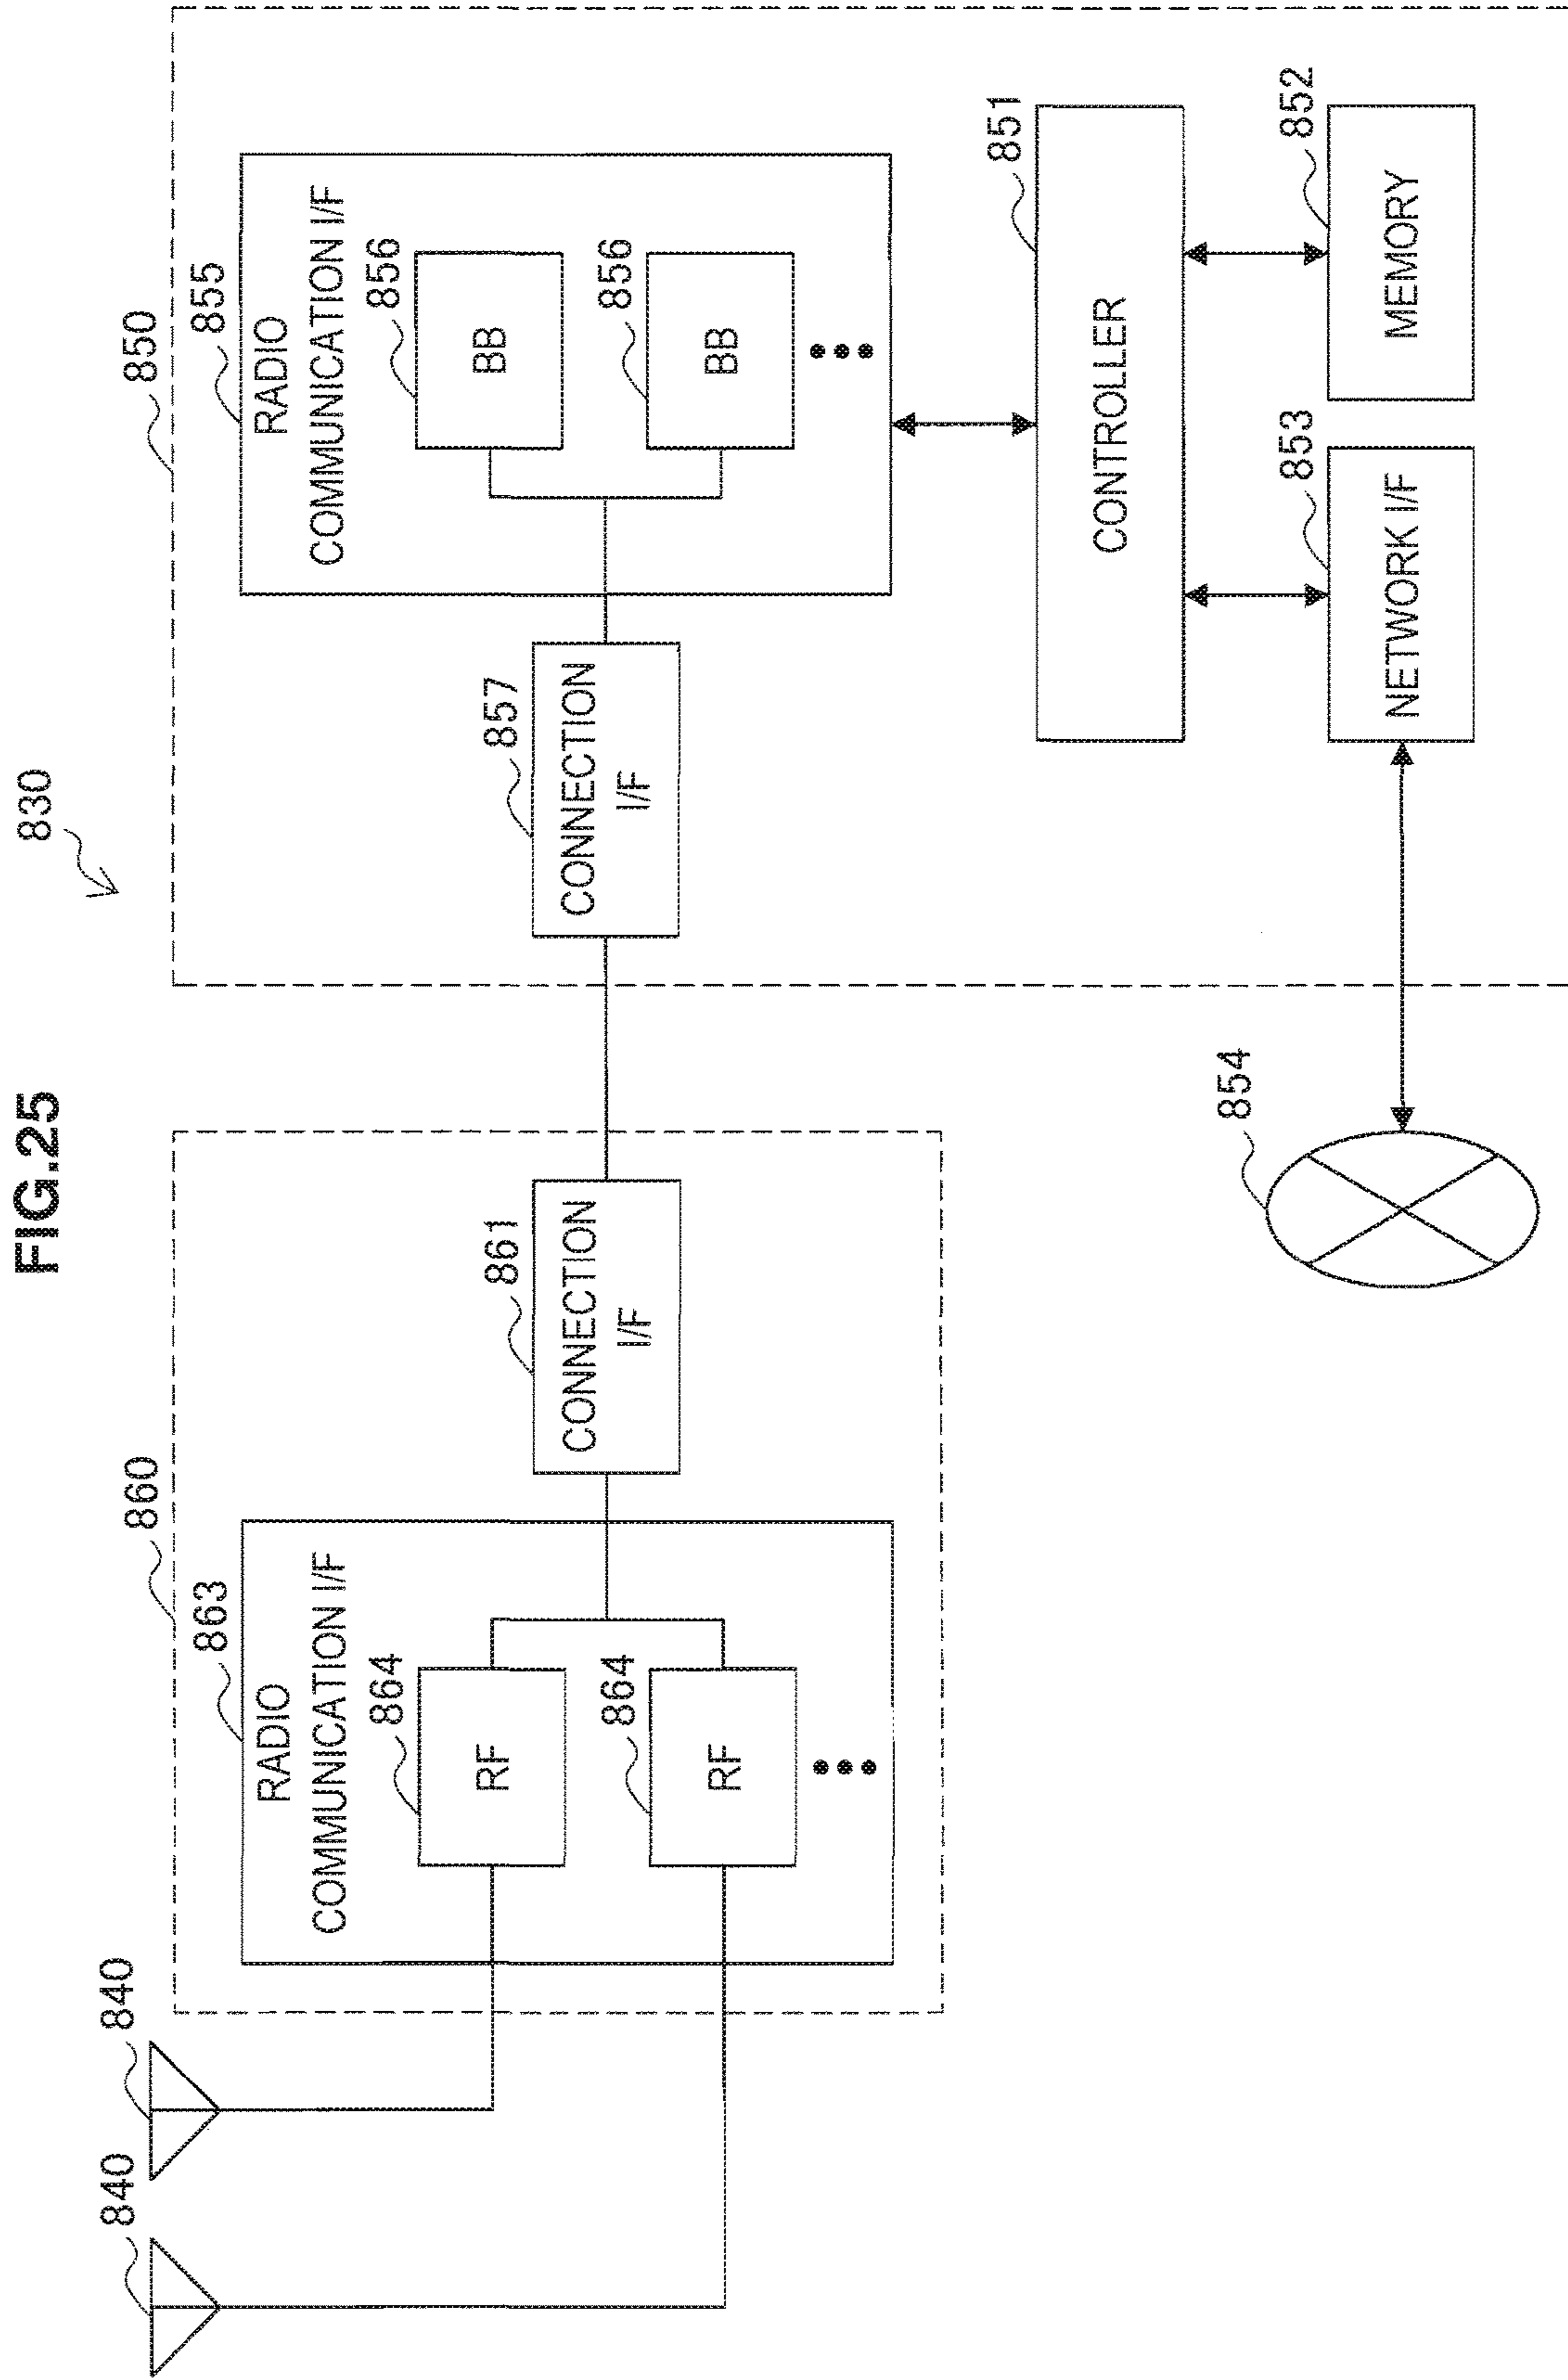 FIG.25
830
840
840
860
863
RADIO
COMMUNICATION I/F
864
RF
864
RF
861
CONNECTION
I/F
850
855
RADIO
COMMUNICATION I/F
856
BB
856
BB
857
CONNECTION
I/F
851
CONTROLLER
854
853
NETWORK I/F
852
MEMORY